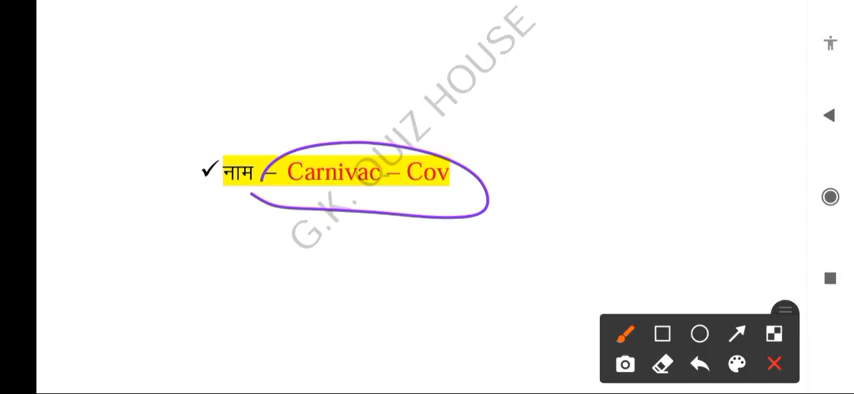 ✓ नाम – Carnivac – Cov
G.K. QUIZ HOUSE